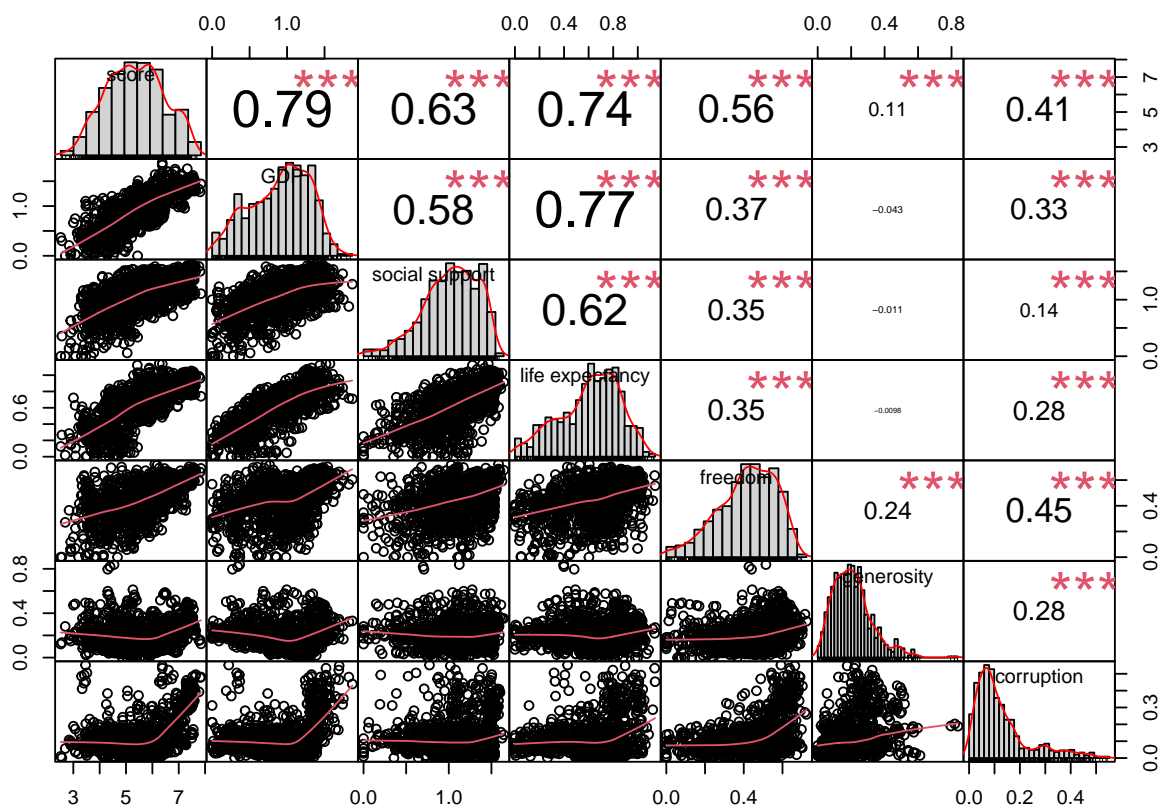 0.0 1.0 0.0 0.4 0.8 0.0 0.4 0.8
score 0.79 *** 0.63 *** 0.74 *** 0.56 *** 0.11 *** 0.41 *** 3 5 7
0.0 1.0 GDP 0.58 *** 0.77 *** 0.37 *** −0.043 0.33 ***
social support 0.62 *** 0.35 *** −0.011 0.14 *** 0.0 1.0
0.0 0.6 life expectancy 0.35 *** −0.0098 0.28 ***
freedom 0.24 *** 0.45 *** 0.0 0.4
0.0 0.4 0.8 generosity 0.28 ***
corruption 0.0 0.3
3 5 7 0.0 1.0 0.0 0.4 0.0 0.2 0.4